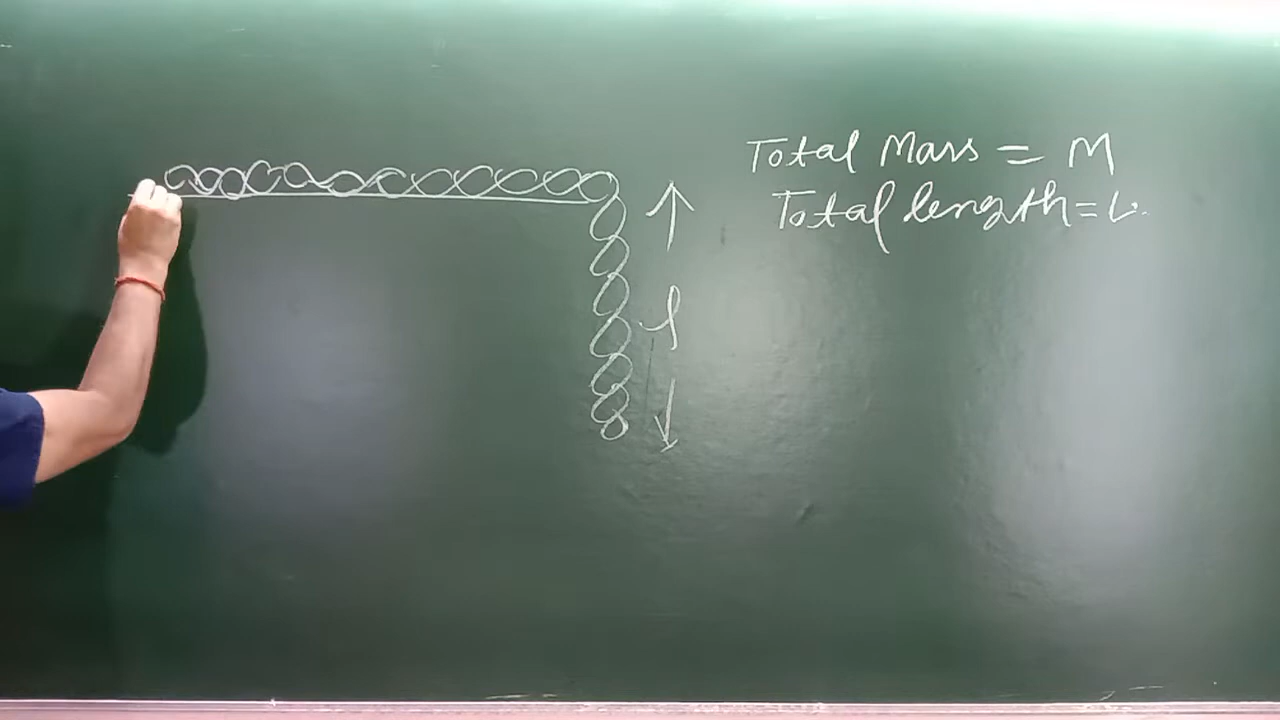 Total Mass = M
Total length = L.
l